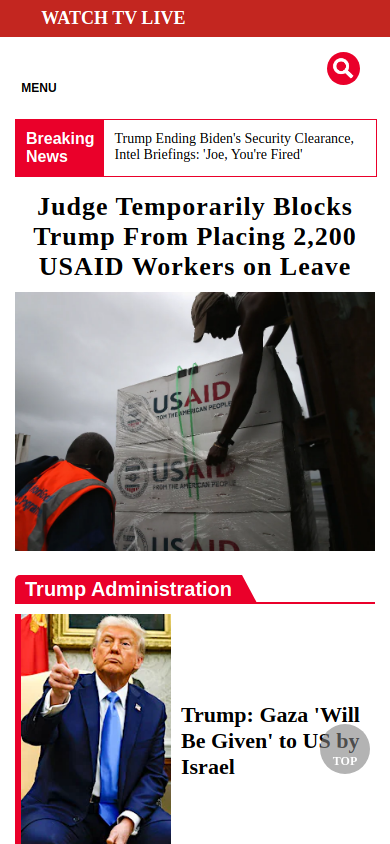 WATCH TV LIVE
MENU
Breaking
News
Trump Ending Biden's Security Clearance,
Intel Briefings: 'Joe, You're Fired'
Judge Temporarily Blocks
Trump From Placing 2,200
USAID Workers on Leave
USAID
FROM THE AMERICAN PEOPLE
USAID
FROM THE AMERICAN PEOPLE
USAID
Trump Administration
Trump: Gaza 'Will
Be Given' to US by
Israel
TOP